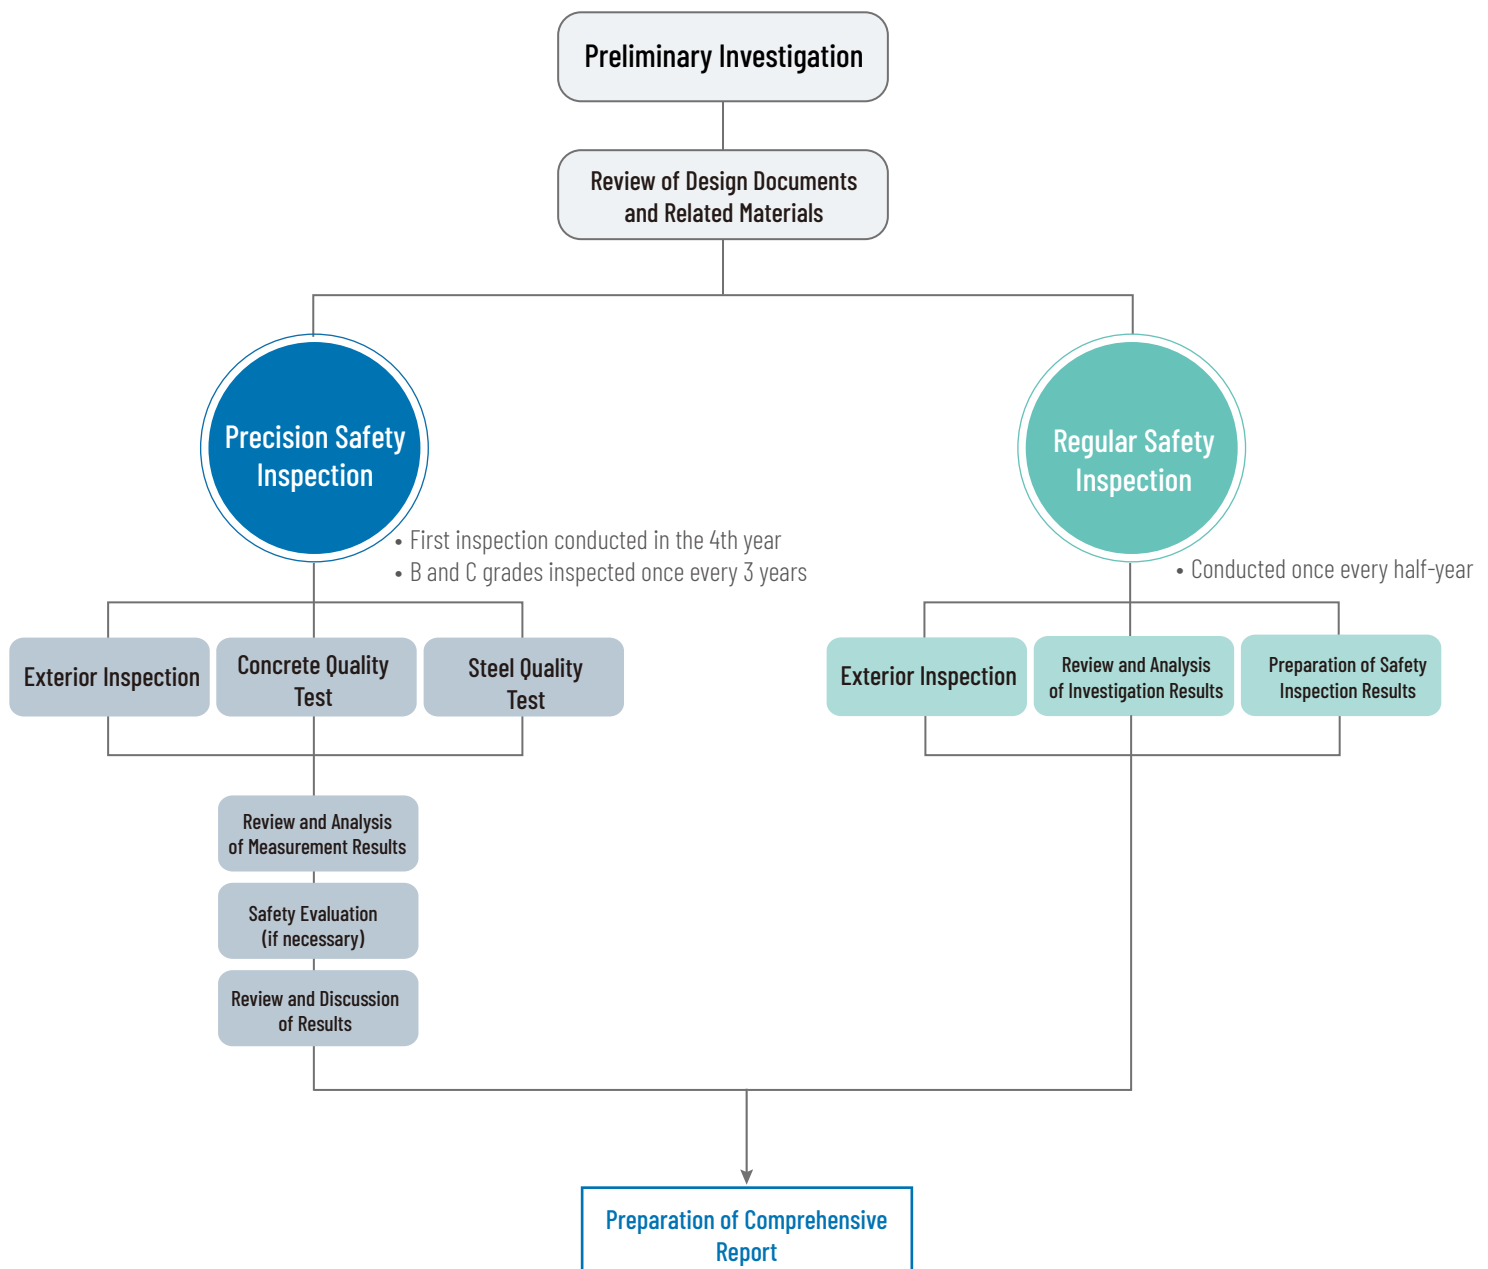 Preliminary Investigation
Review of Design Documents
and Related Materials
Precision Safety
Inspection
• First inspection conducted in the 4th year
• B and C grades inspected once every 3 years
Regular Safety
Inspection
• Conducted once every half-year
Exterior Inspection
Concrete Quality
Test
Steel Quality
Test
Exterior Inspection
Review and Analysis
of Investigation Results
Preparation of Safety
Inspection Results
Review and Analysis
of Measurement Results
Safety Evaluation
(if necessary)
Review and Discussion
of Results
Preparation of Comprehensive
Report